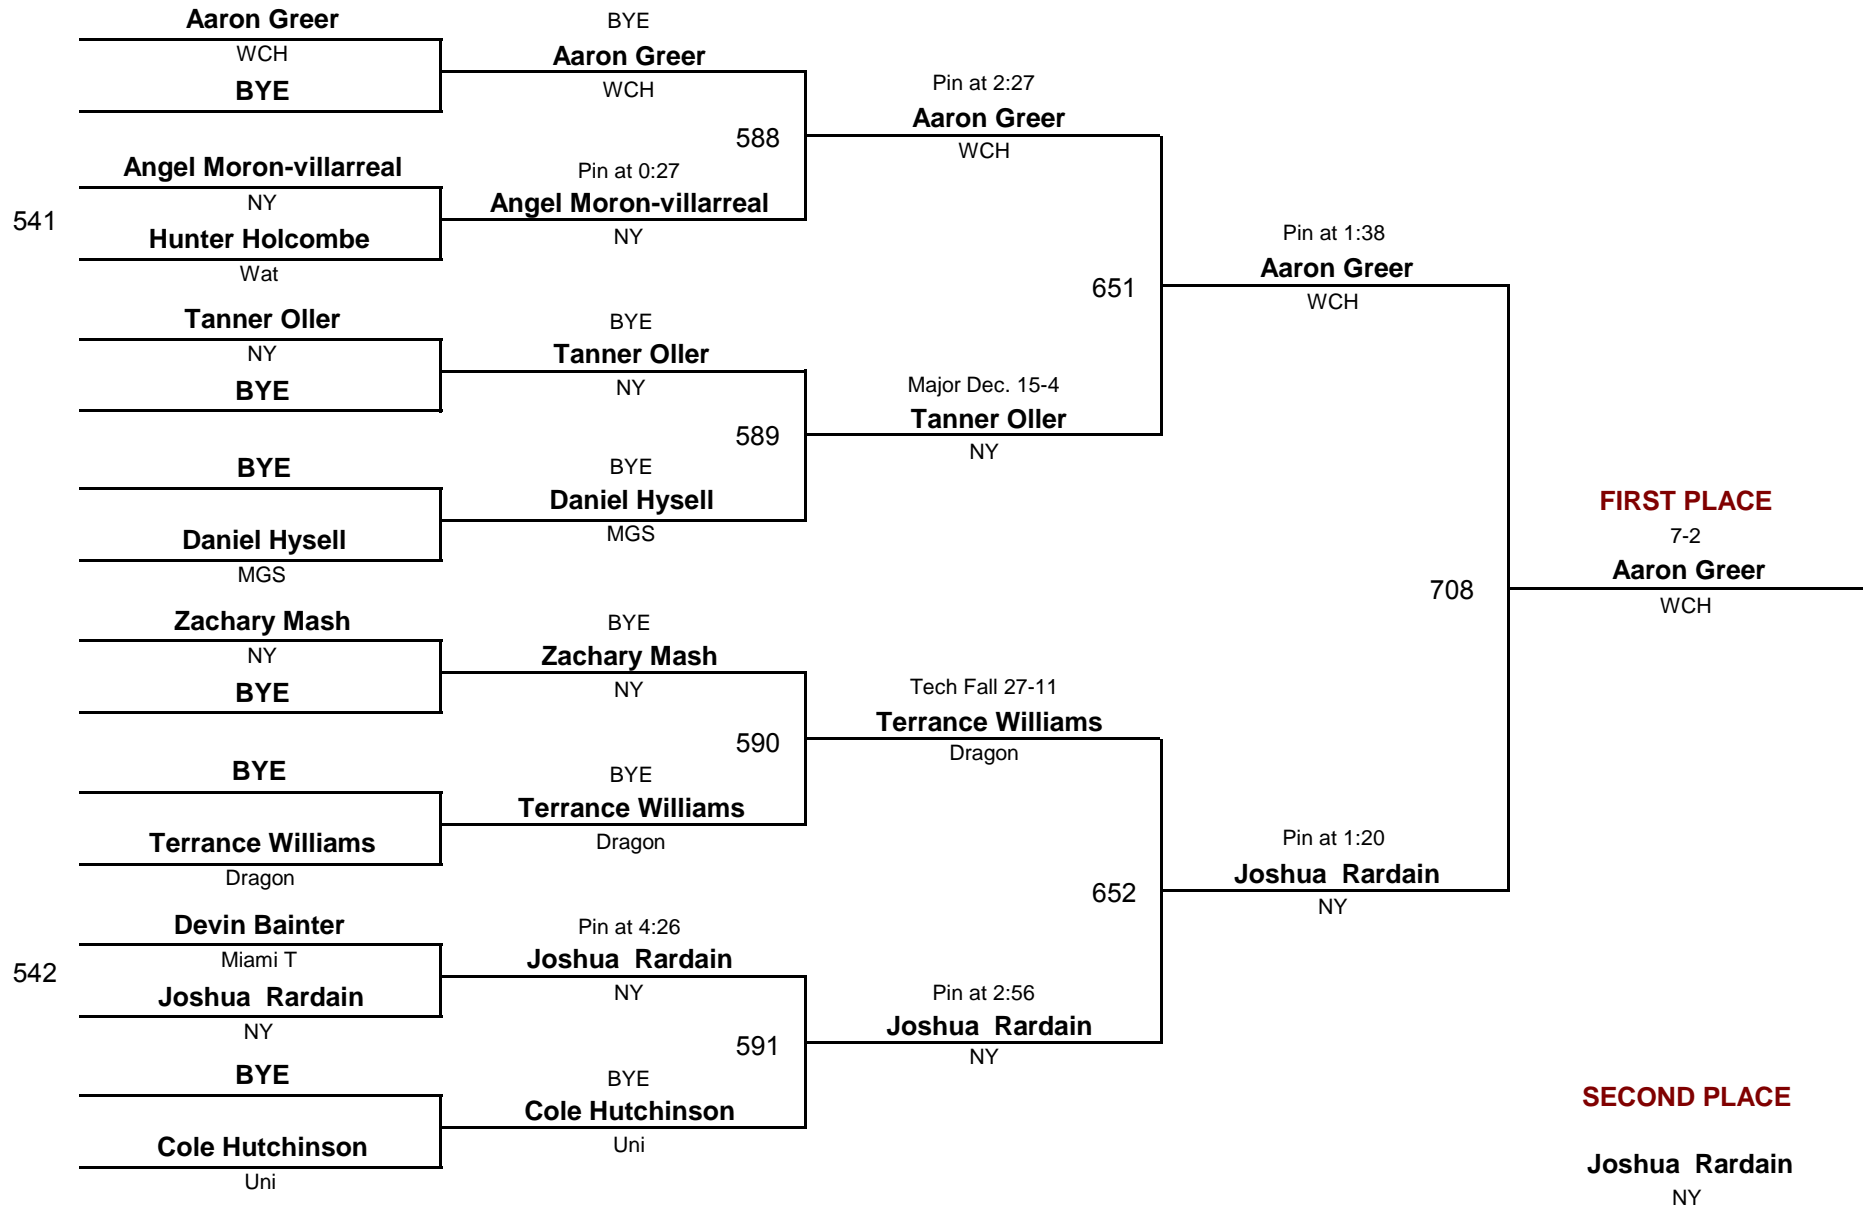 Aaron Greer
WCH
BYE
541
Angel Moron-villarreal
NY
Hunter Holcombe
Wat
Tanner Oller
NY
BYE
BYE
Daniel Hysell
MGS
Zachary Mash
NY
BYE
BYE
Terrance Williams
Dragon
542
Devin Bainter
Miami T
Joshua  Rardain
NY
BYE
Cole Hutchinson
Uni
BYE
Aaron Greer
WCH
588
Pin at 0:27
Angel Moron-villarreal
NY
BYE
Tanner Oller
NY
589
BYE
Daniel Hysell
MGS
BYE
Zachary Mash
NY
590
BYE
Terrance Williams
Dragon
Pin at 4:26
Joshua  Rardain
NY
591
BYE
Cole Hutchinson
Uni
Pin at 2:27
Aaron Greer
WCH
651
Major Dec. 15-4
Tanner Oller
NY
Tech Fall 27-11
Terrance Williams
Dragon
652
Pin at 2:56
Joshua  Rardain
NY
Pin at 1:38
Aaron Greer
WCH
708
Pin at 1:20
Joshua  Rardain
NY
FIRST PLACE
7-2
Aaron Greer
WCH
SECOND PLACE
Joshua  Rardain
NY